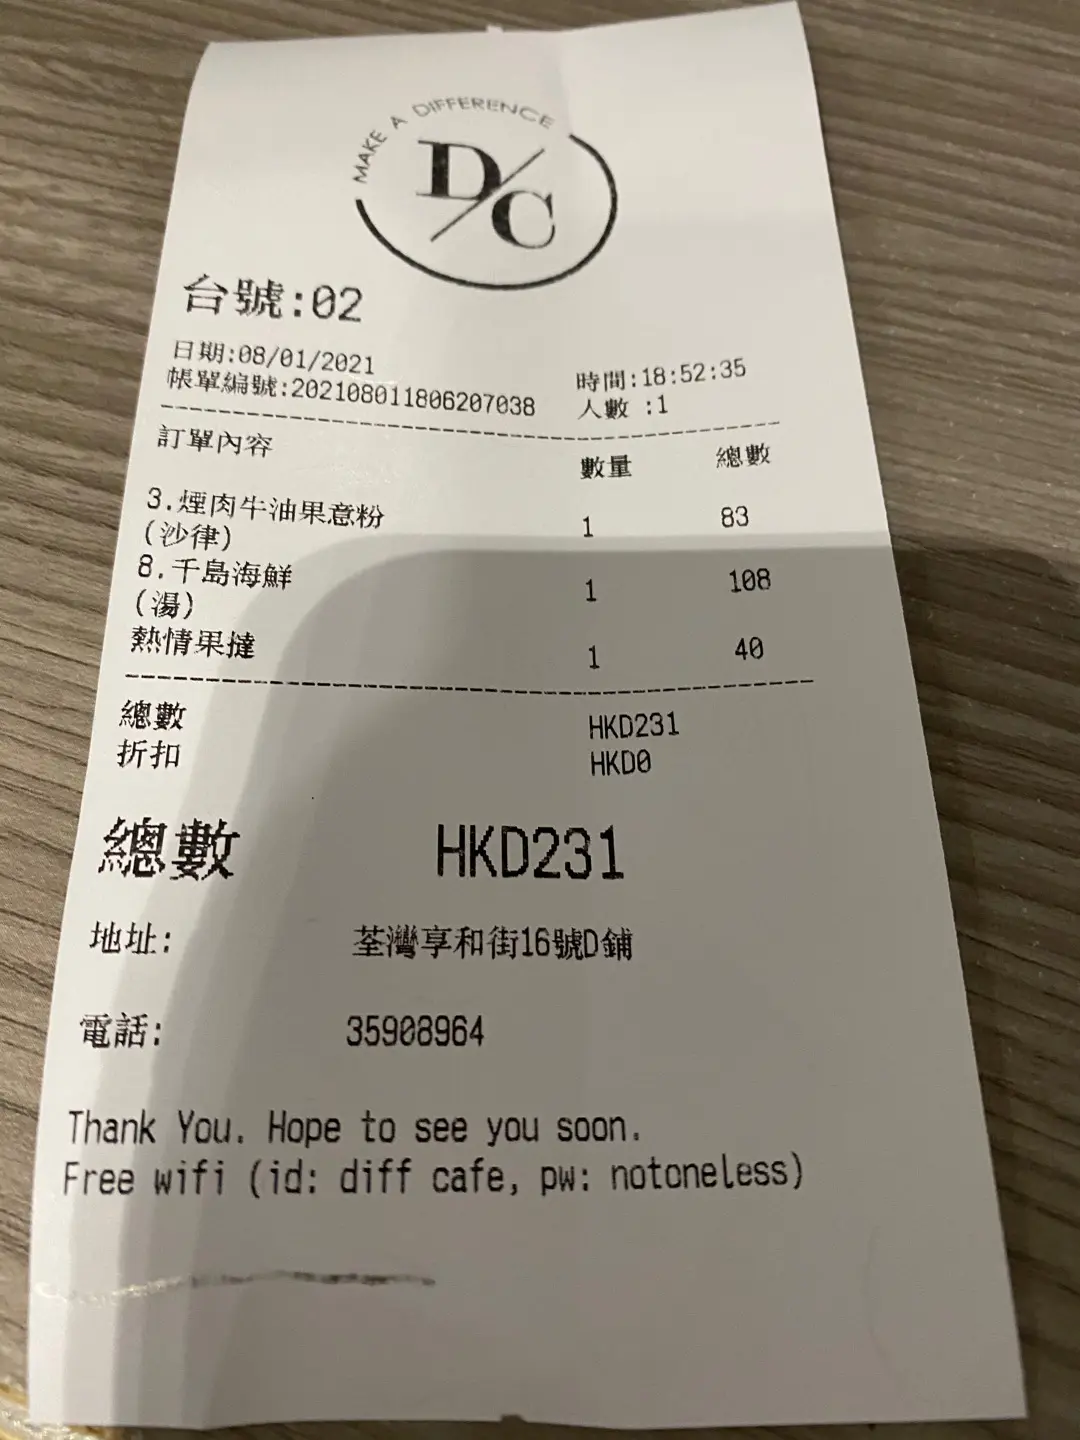 MAKE A DIFFERENCE
D/C
台號:02
日期:08/01/2021 時間:18:52:35
帳單編號:202108011806207038 人數 :1
訂單內容 數量 總數
3.煙肉牛油果意粉 1 83
(沙律)
8.千島海鮮 1 108
(湯)
熱情果撻 1 40
總數 HKD231
折扣 HKD0
總數 HKD231
地址: 荃灣享和街16號D鋪
電話: 35908964
Thank You. Hope to see you soon.
Free wifi (id: diff cafe, pw: notoneless)